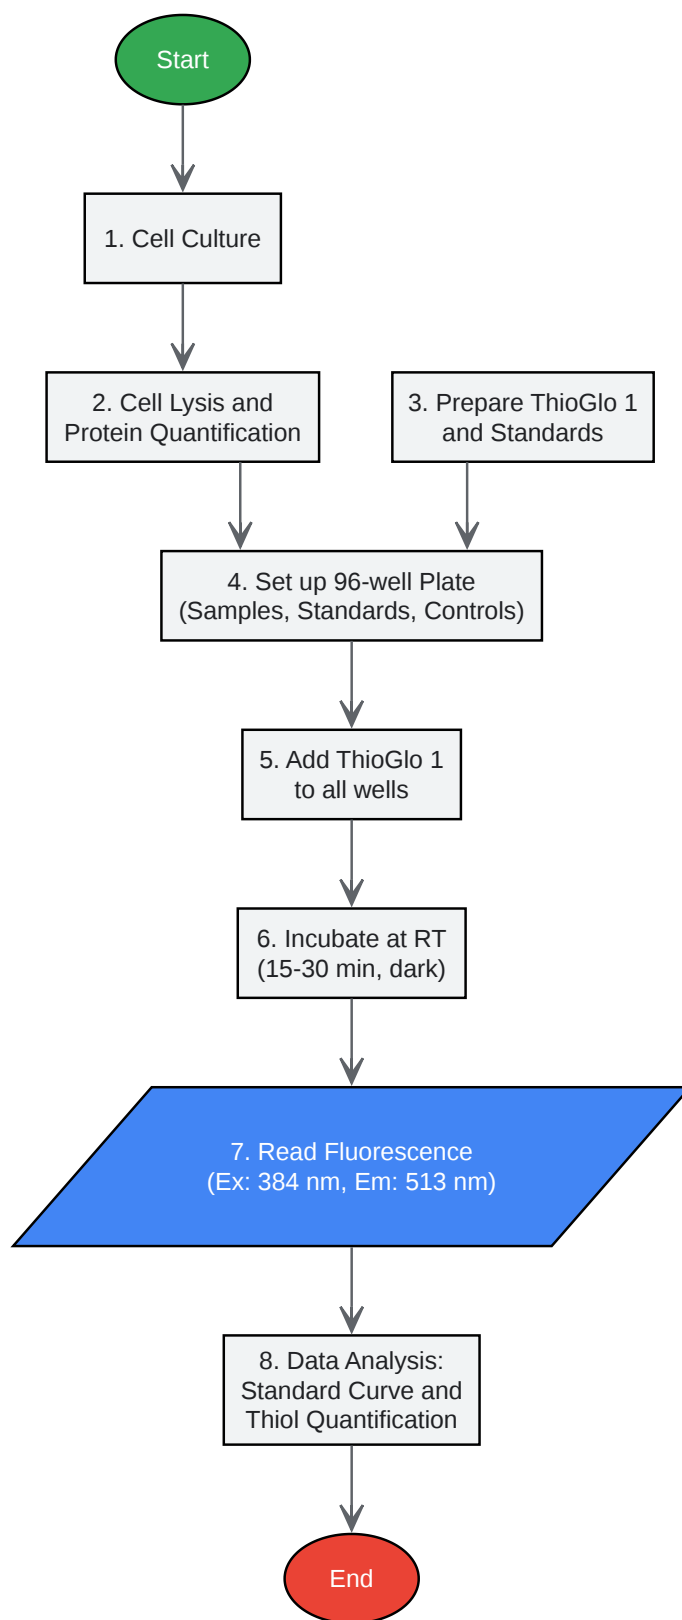 Start
1. Cell Culture
2. Cell Lysis and
Protein Quantification
3. Prepare ThioGlo 1
and Standards
4. Set up 96-well Plate
(Samples, Standards, Controls)
5. Add ThioGlo 1
to all wells
6. Incubate at RT
(15-30 min, dark)
7. Read Fluorescence
(Ex: 384 nm, Em: 513 nm)
8. Data Analysis:
Standard Curve and
Thiol Quantification
End